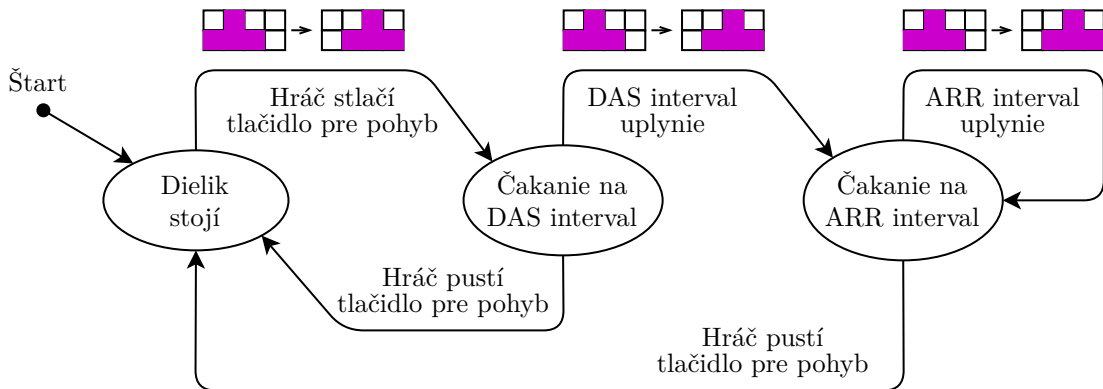 Štart
Hráč stlačí
tlačidlo pre pohyb
DAS interval
uplynie
ARR interval
uplynie
Dielik
stojí
Čakanie na
DAS interval
Čakanie na
ARR interval
Hráč pustí
tlačidlo pre pohyb
Hráč pustí
tlačidlo pre pohyb